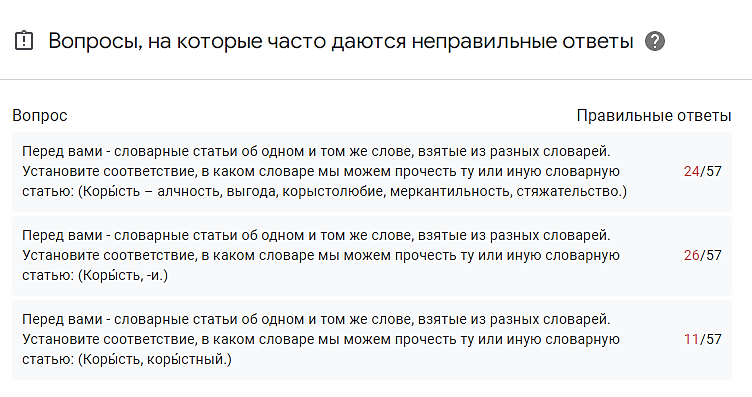 Вопросы, на которые часто даются неправильные ответы
Вопрос Правильные ответы
Перед вами - словарные статьи об одном и том же слове, взятые из разных словарей.
Установите соответствие, в каком словаре мы можем прочесть ту или иную словарную 24/57
статью: (Коры́сть – алчность, выгода, корыстолюбие, меркантильность, стяжательство.)
Перед вами - словарные статьи об одном и том же слове, взятые из разных словарей.
Установите соответствие, в каком словаре мы можем прочесть ту или иную словарную 26/57
статью: (Коры́сть, -и.)
Перед вами - словарные статьи об одном и том же слове, взятые из разных словарей.
Установите соответствие, в каком словаре мы можем прочесть ту или иную словарную 11/57
статью: (Коры́сть, коры́стный.)